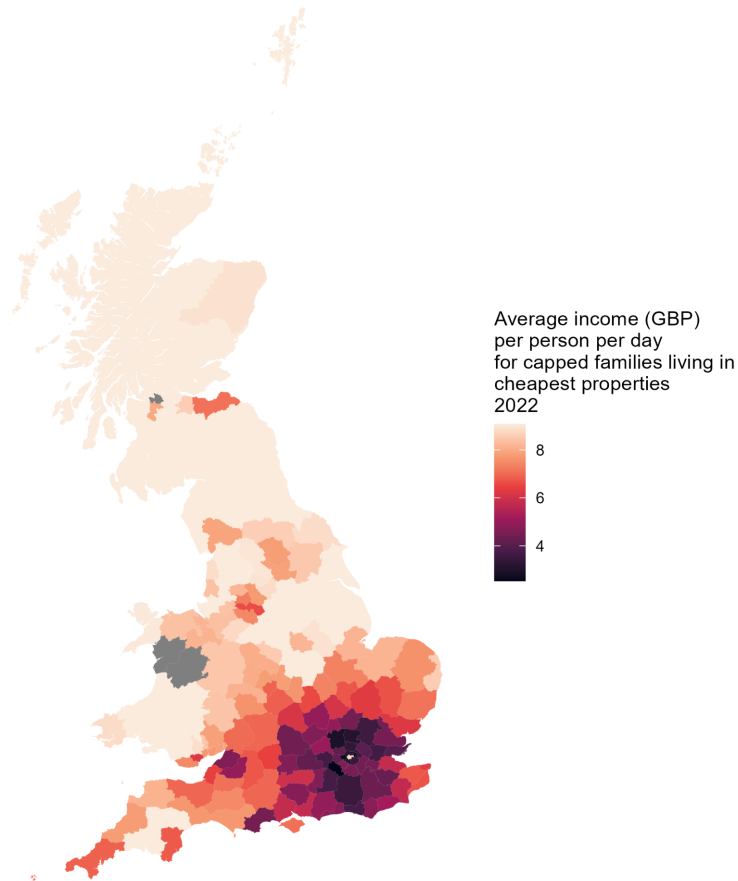 Average income (GBP)
per person per day
for capped families living in
cheapest properties
2022
8
6
4